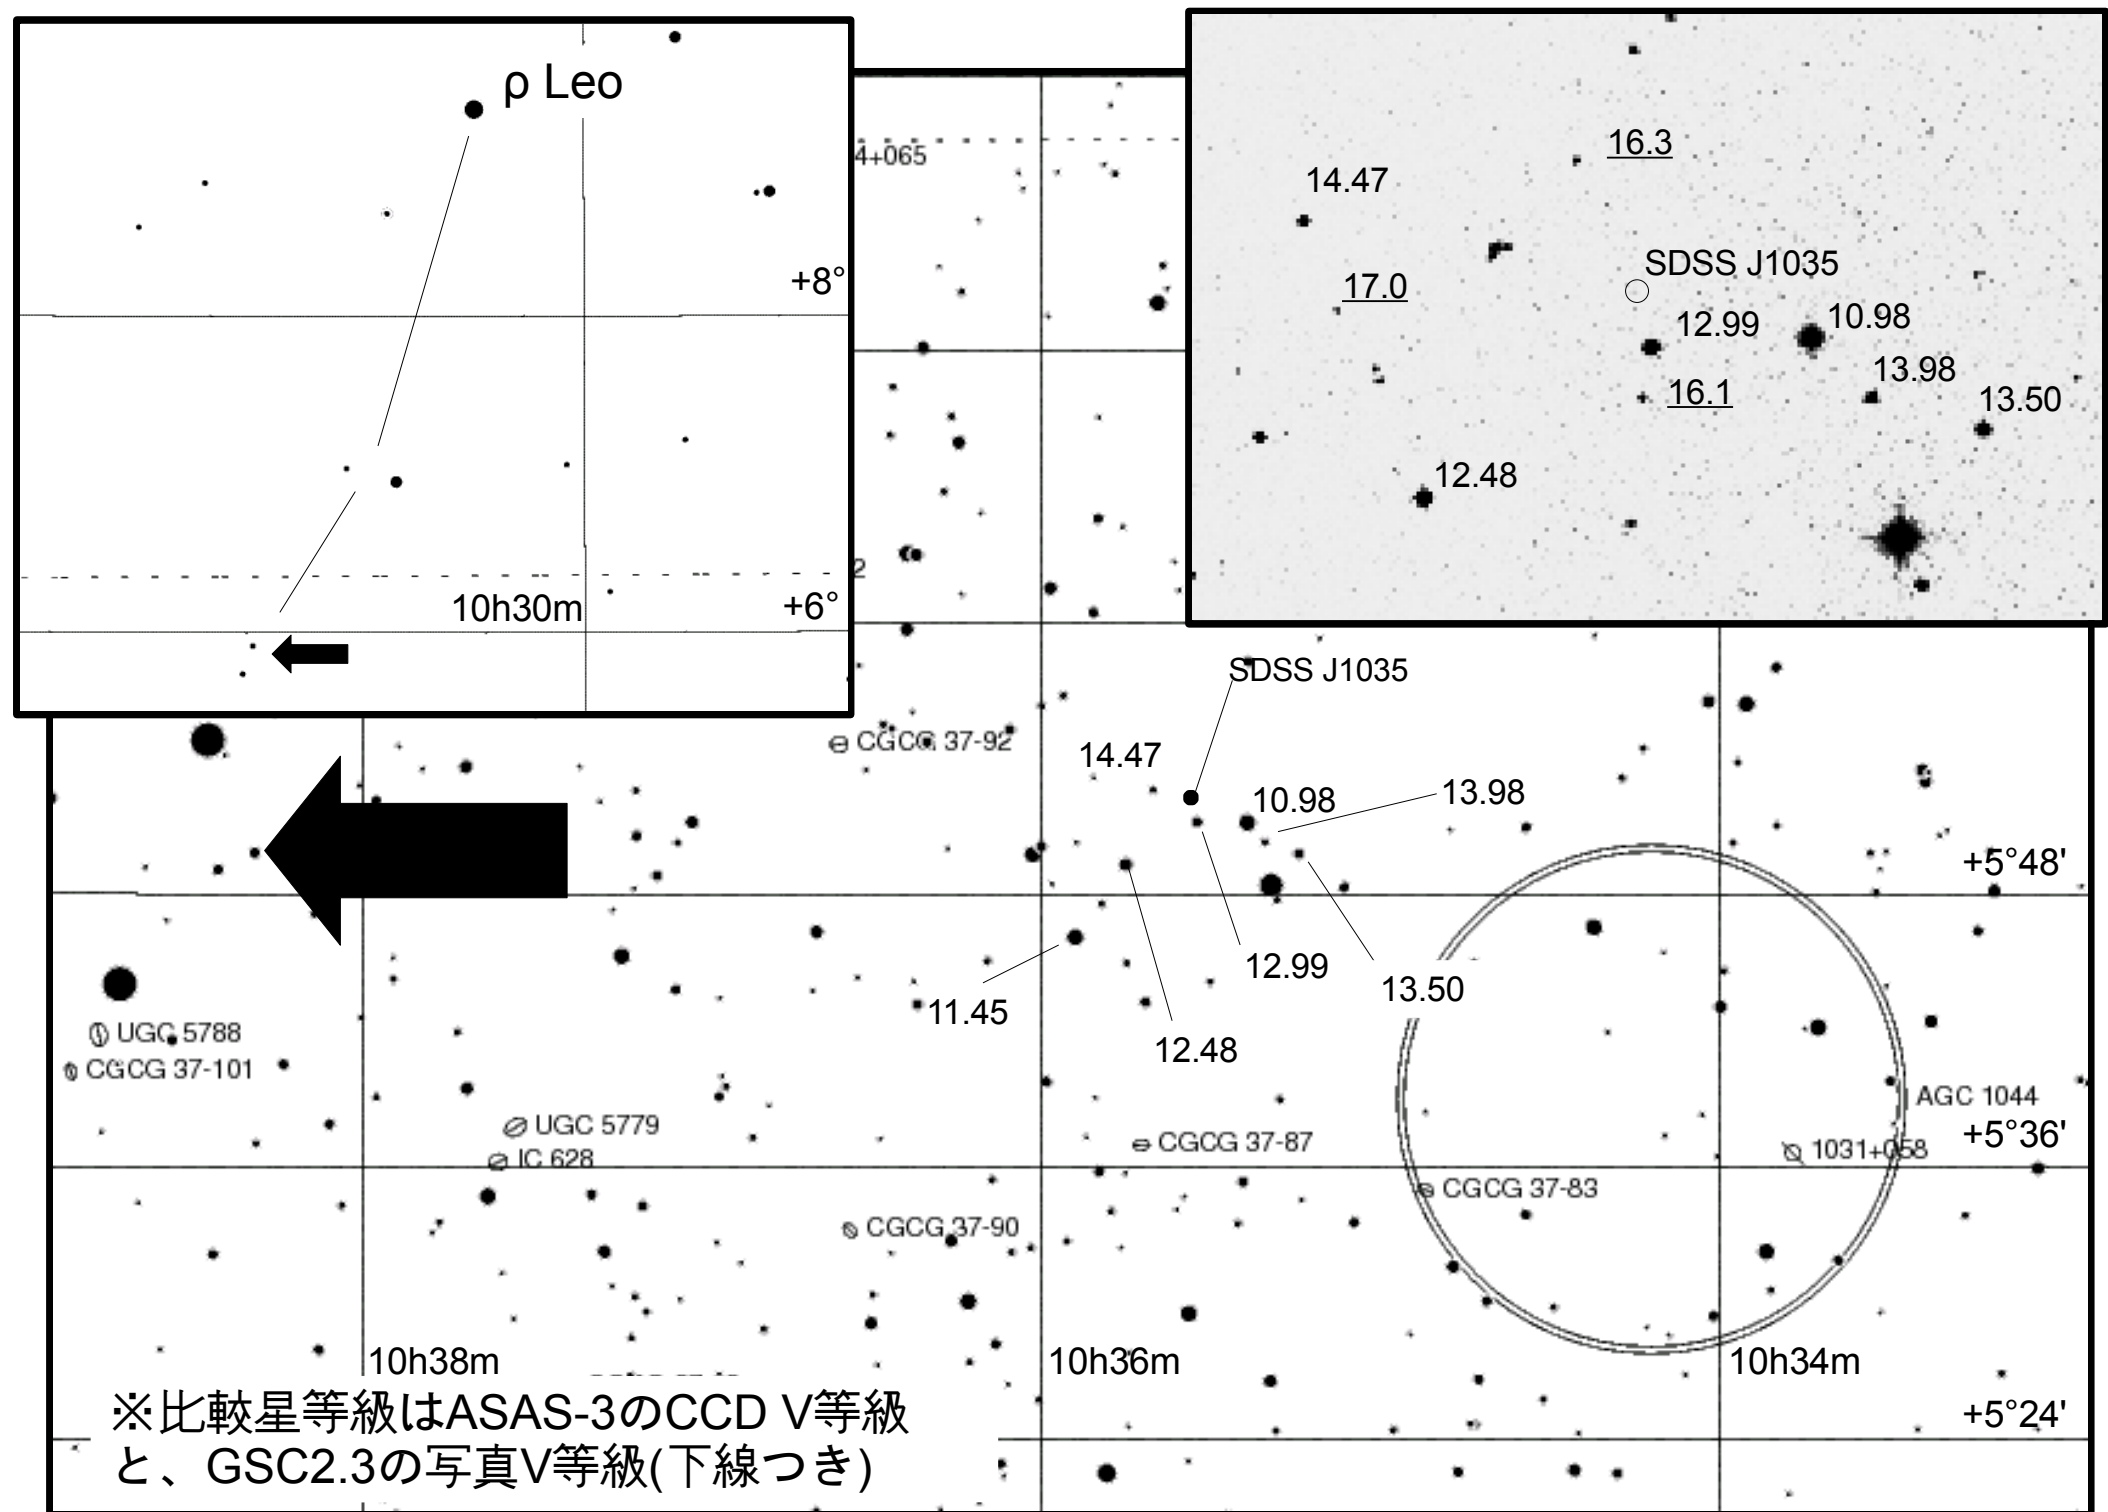 ρ Leo
+8°
10h30m
+6°
4+065
2
16.3
14.47
SDSS J1035
17.0
12.99
10.98
13.98
16.1
13.50
12.48
SDSS J1035
CGCG 37-92
14.47
10.98
13.98
+5°48'
12.99
13.50
11.45
12.48
UGC 5788
CGCG 37-101
AGC 1044
UGC 5779
+5°36'
CGCG 37-87
1031+058
IC 628
CGCG 37-83
CGCG 37-90
10h38m
10h36m
10h34m
※比較星等級はASAS-3のCCD V等級
+5°24'
と、GSC2.3の写真V等級(下線つき)